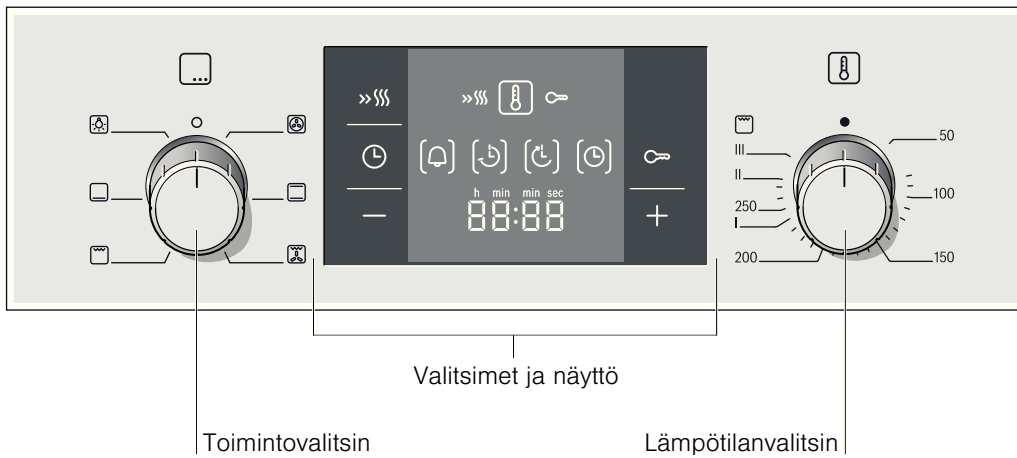 h min min sec
88:88
50
100
150
200
250
I
II
III
Valitsimet ja näyttö
Toimintovalitsin
Lämpötilanvalitsin